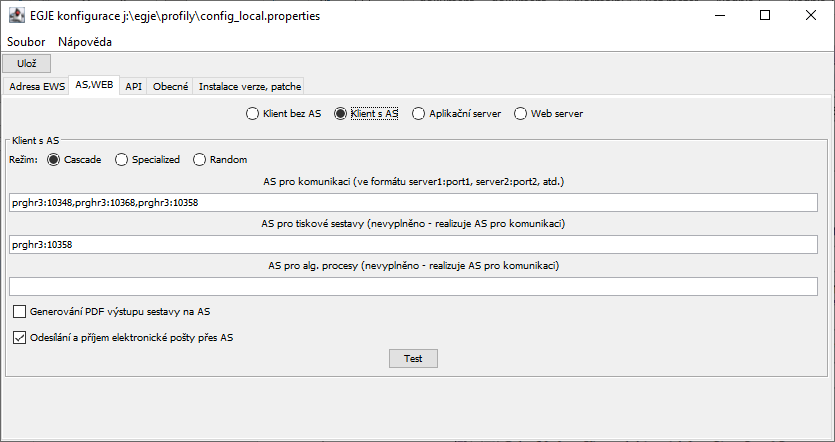 EGJE konfigurace j:\egje\profily\config_local.properties
Soubor Nápověda
Ulož
Adresa EWS AS,WEB API Obecné Instalace verze, patche
Klient bez AS Klient s AS Aplikační server Web server
Klient s AS
Režim: Cascade Specialized Random
AS pro komunikaci (ve formátu server1:port1, server2:port2, atd.)
prghr3:10348,prghr3:10368,prghr3:10358
AS pro tiskové sestavy (nevyplněno - realizuje AS pro komunikaci)
prghr3:10358
AS pro alg. procesy (nevyplněno - realizuje AS pro komunikaci)
Generování PDF výstupu sestavy na AS
Odesílání a příjem elektronické pošty přes AS
Test